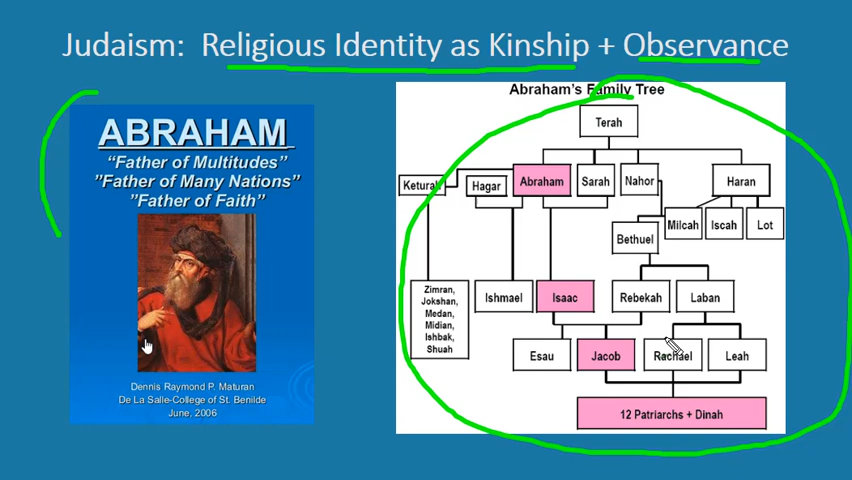 Judaism: Religious Identity as Kinship + Observance
ABRAHAM
"Father of Multitudes"
"Father of Many Nations"
"Father of Faith"
Dennis Raymond P. Maturan
De La Salle-College of St. Benilde
June, 2006
Abraham's Family Tree
Terah
Keturah
Hagar
Abraham
Sarah
Nahor
Haran
Milcah
Iscah
Lot
Bethuel
Zimran,
Jokshan,
Medan,
Midian,
Ishbak,
Shuah
Ishmael
Isaac
Rebekah
Laban
Esau
Jacob
Rachael
Leah
12 Patriarchs + Dinah